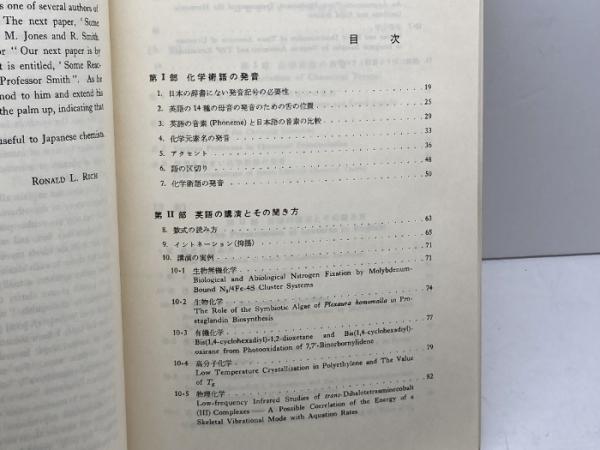 is one of several authors of
The next paper, 'Some
M. Jones and R. Smith.
or "Our next paper is by
it is entitled, 'Some Reac-
Professor Smith". As he
nod to him and extend his
the palm up, indicating that
useful to Japanese chemists.
RONALD L. RICH
目 次
第 I 部 化学術語の発音
1. 日本の辞書にない発音記号の必要性 19
2. 英語の14種の母音の発音のための舌の位置 25
3. 英語の音素 (Phoneme) と日本語の音素の比較 29
4. 化学元素名の発音 33
5. アクセント 36
6. 語の区切り 48
7. 化学術語の発音 50
第 II 部 英語の講演とその聞き方
8. 数式の読み方 63
9. イントネーション (抑揚) 65
10. 講演の実例 71
10-1 生物無機化学 71
Biological and Abiological Nitrogen Fixation by Molybdenum-
Bound N2/4Fe-4S Cluster Systems
10-2 生物化学 74
The Role of the Symbiotic Algae of Plexaura homomalla in Pro-
staglandin Biosynthesis
10-3 有機化学 77
Bis(1,4-cyclohexadiyl)-1,2-dioxetane and Bis(1,4-cyclohexadiyl)-
oxirane from Photooxidation of 7,7'-Binorbornylidene
10-4 高分子化学 79
Low Temperature Crystallization in Polyethylene and The Value
of Tg
10-5 物理化学 82
Low-frequency Infrared Studies of trans-Dihalotetraamminecobalt
(III) Complexes — A Possible Correlation of the Energy of a
Skeletal Vibrational Mode with Aquation Rates